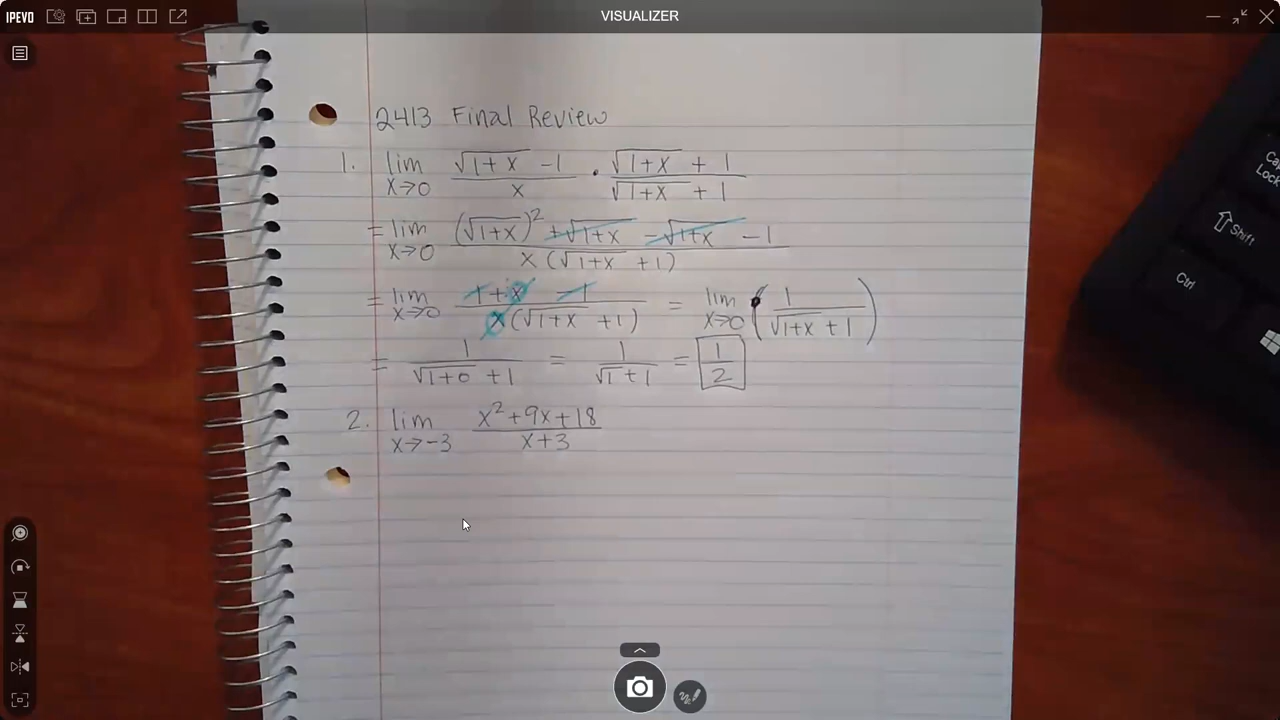 IPEVO
VISUALIZER
2413 Final Review
1. lim x→0 (√(1+x) - 1)/x · (√(1+x) + 1)/(√(1+x) + 1)
= lim x→0 ((√(1+x))² + √(1+x) - √(1+x) - 1)/(x(√(1+x) + 1))
= lim x→0 (1 + x - 1)/(x(√(1+x) + 1)) = lim x→0 (1/(√(1+x) + 1))
= 1/(√(1+0) + 1) = 1/(√1 + 1) = 1/2
2. lim x→-3 (x² + 9x + 18)/(x + 3)
Caps Lock
Shift
Ctrl